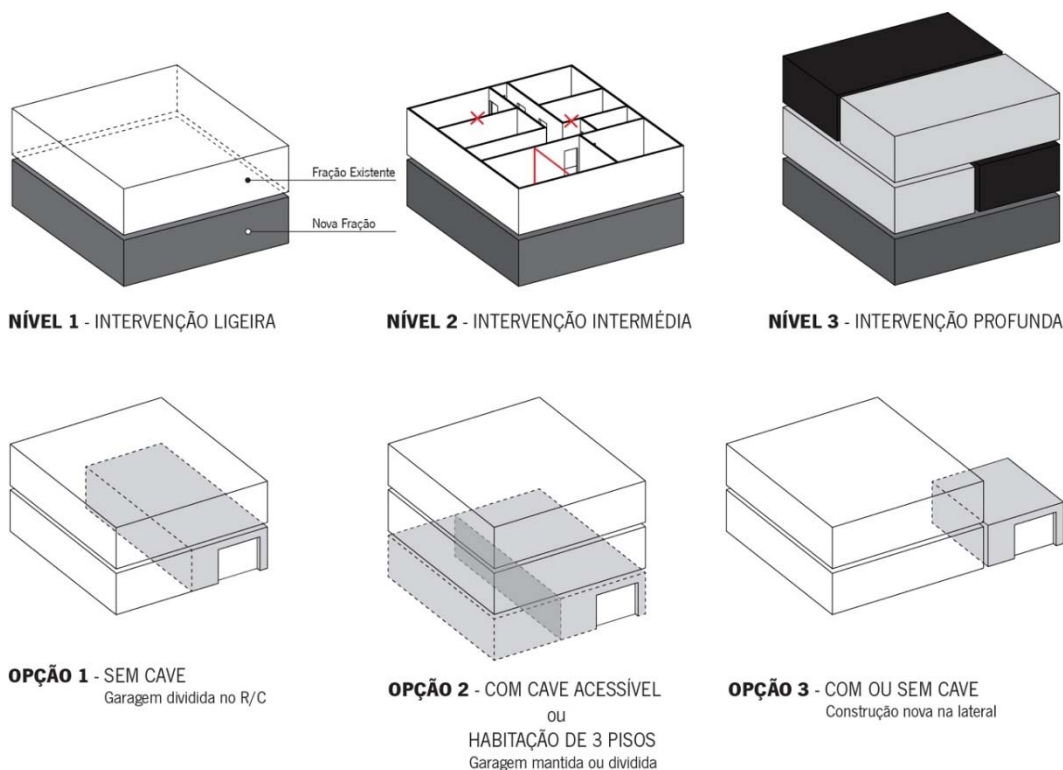 Fração Existente
Nova Fração
NÍVEL 1 - INTERVENÇÃO LIGEIRA
NÍVEL 2 - INTERVENÇÃO INTERMÉDIA
NÍVEL 3 - INTERVENÇÃO PROFUNDA
OPÇÃO 1 - SEM CAVE
Garagem dividida no R/C
OPÇÃO 2 - COM CAVE ACESSÍVEL
ou
HABITAÇÃO DE 3 PISOS
Garagem mantida ou dividida
OPÇÃO 3 - COM OU SEM CAVE
Construção nova na lateral